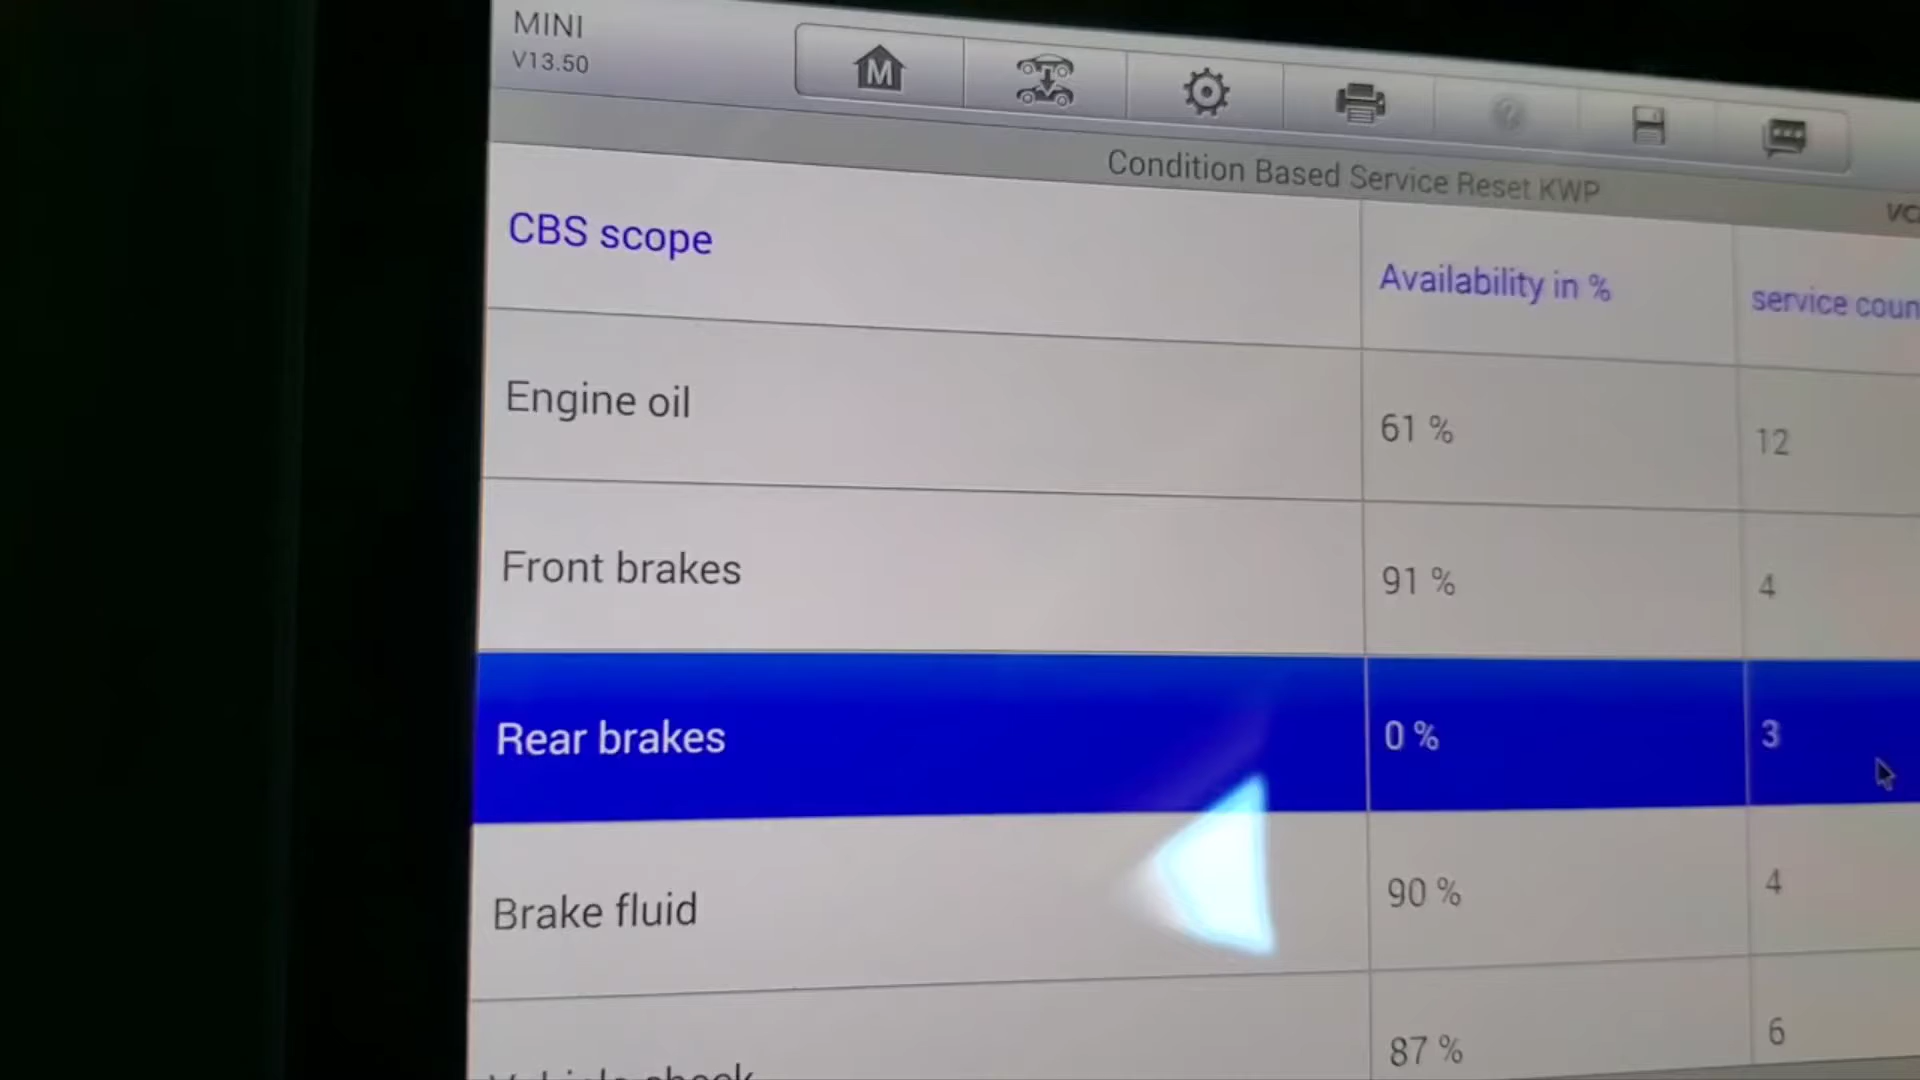 MINI
V13.50
M
Condition Based Service Reset KWP
CBS scope
Availability in %
Engine oil
61 %
12
Front brakes
91 %
4
Rear brakes
0 %
3
Brake fluid
90 %
4
87 %
6
service